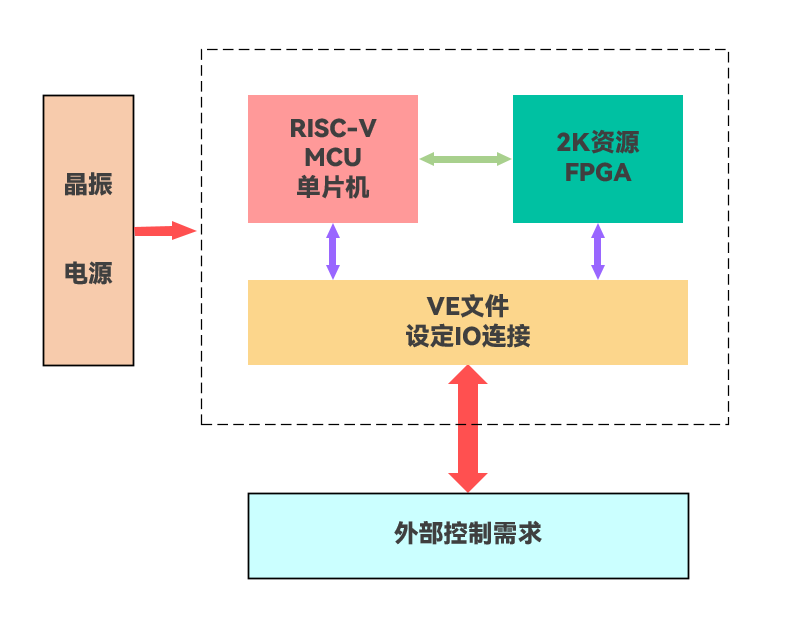 晶振
电源
RISC-V
MCU
单片机
2K资源
FPGA
VE文件
设定IO连接
外部控制需求